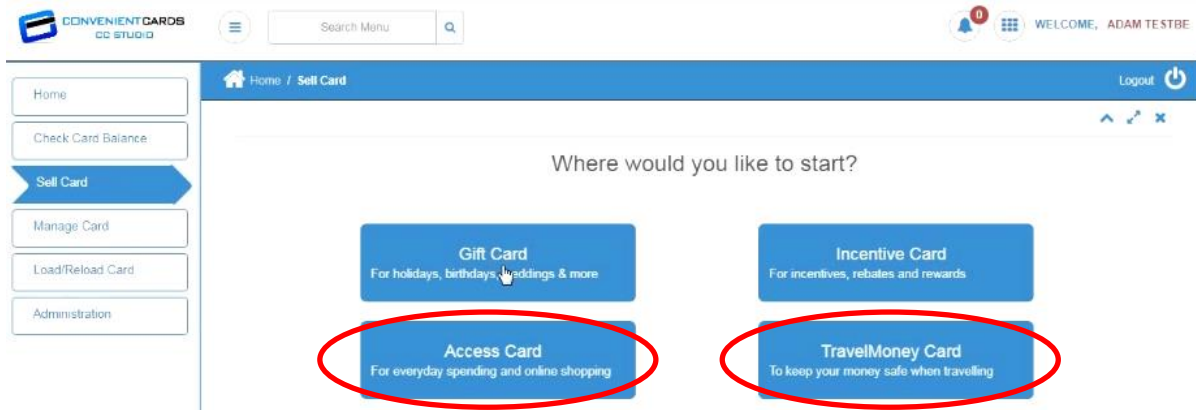 CONVENIENT CARDS
CC STUDIO
Search Menu
0
WELCOME, ADAM TESTBE
Home
Check Card Balance
Sell Card
Manage Card
Load/Reload Card
Administration
Home / Sell Card
Logout
Where would you like to start?
Gift Card
For holidays, birthdays, weddings & more
Incentive Card
For incentives, rebates and rewards
Access Card
For everyday spending and online shopping
TravelMoney Card
To keep your money safe when travelling